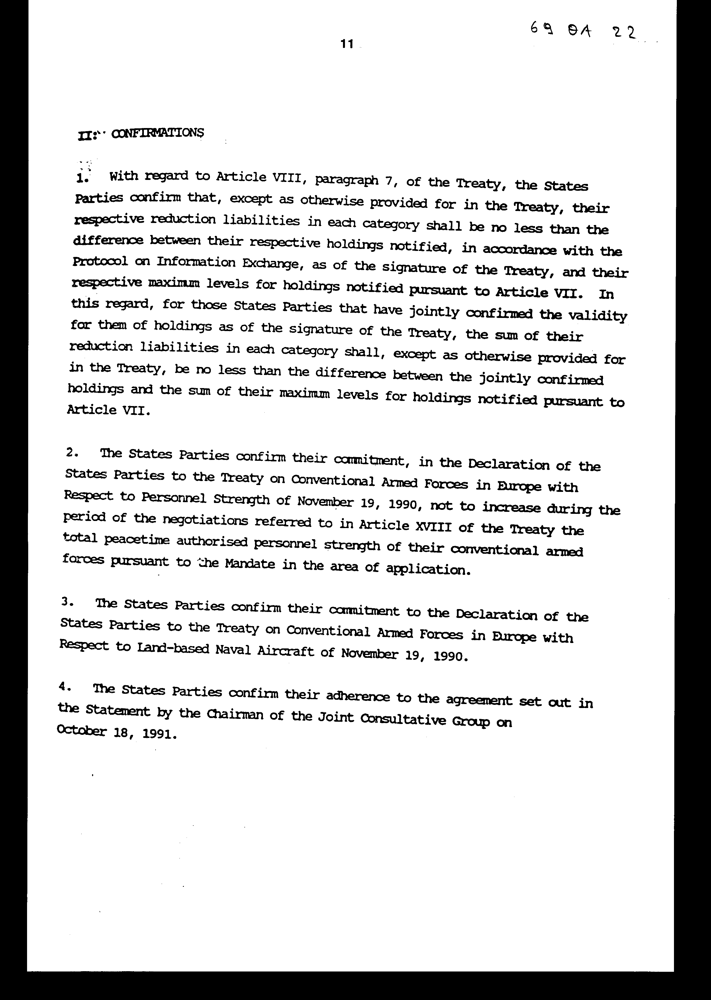 69 ΘA 22
11
II: CONFIRMATIONS
1. With regard to Article VIII, paragraph 7, of the Treaty, the States
Parties confirm that, except as otherwise provided for in the Treaty, their
respective reduction liabilities in each category shall be no less than the
difference between their respective holdings notified, in accordance with the
Protocol on Information Exchange, as of the signature of the Treaty, and their
respective maximum levels for holdings notified pursuant to Article VII. In
this regard, for those States Parties that have jointly confirmed the validity
for them of holdings as of the signature of the Treaty, the sum of their
reduction liabilities in each category shall, except as otherwise provided for
in the Treaty, be no less than the difference between the jointly confirmed
holdings and the sum of their maximum levels for holdings notified pursuant to
Article VII.
2. The States Parties confirm their commitment, in the Declaration of the
States Parties to the Treaty on Conventional Armed Forces in Europe with
Respect to Personnel Strength of November 19, 1990, not to increase during the
period of the negotiations referred to in Article XVIII of the Treaty the
total peacetime authorised personnel strength of their conventional armed
forces pursuant to the Mandate in the area of application.
3. The States Parties confirm their commitment to the Declaration of the
States Parties to the Treaty on Conventional Armed Forces in Europe with
Respect to Land-based Naval Aircraft of November 19, 1990.
4. The States Parties confirm their adherence to the agreement set out in
the Statement by the Chairman of the Joint Consultative Group on
October 18, 1991.